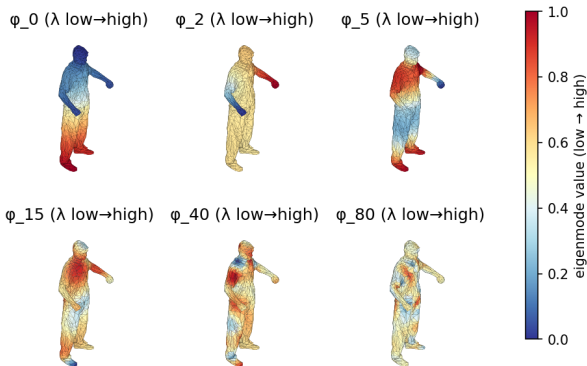 φ_0 (λ low→high) φ_2 (λ low→high) φ_5 (λ low→high)
φ_15 (λ low→high) φ_40 (λ low→high) φ_80 (λ low→high)
1.0
0.8
0.6
0.4
0.2
0.0
eigenmode value (low → high)